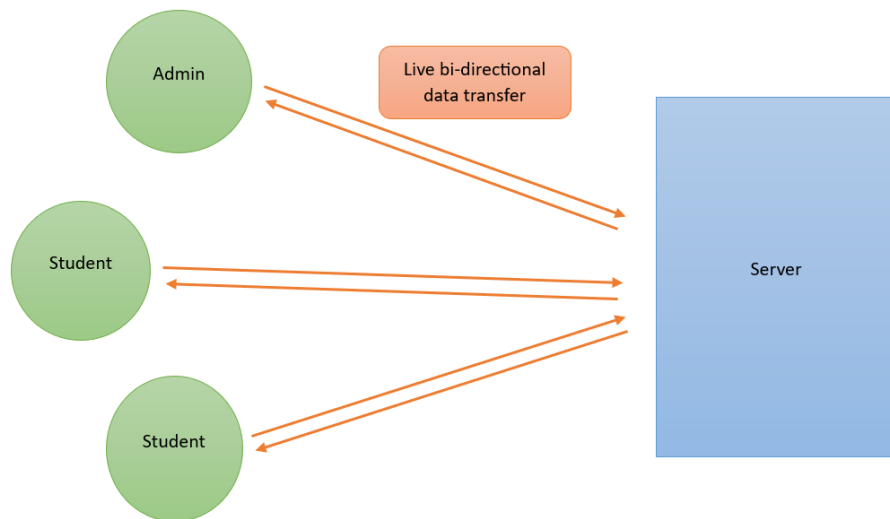 Admin
Live bi-directional
data transfer
Student
Server
Student